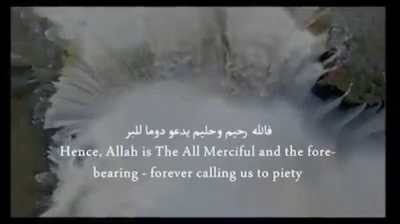 فالله رحيم وحليم يدعو دوما للبر
Hence, Allah is The All Merciful and the fore-
bearing - forever calling us to piety